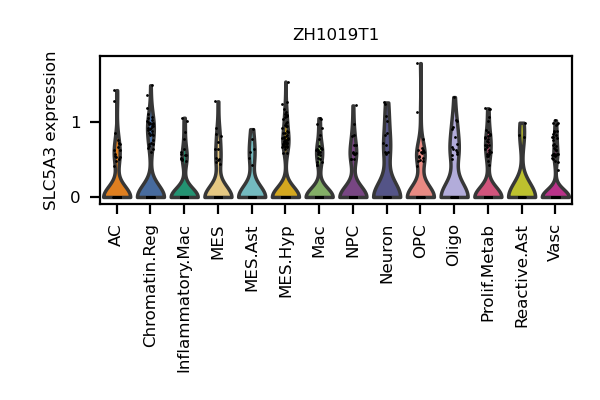 ZH1019T1
SLC5A3 expression
1
0
AC
Chromatin.Reg
Inflammatory.Mac
MES
MES.Ast
MES.Hyp
Mac
NPC
Neuron
OPC
Oligo
Prolif.Metab
Reactive.Ast
Vasc